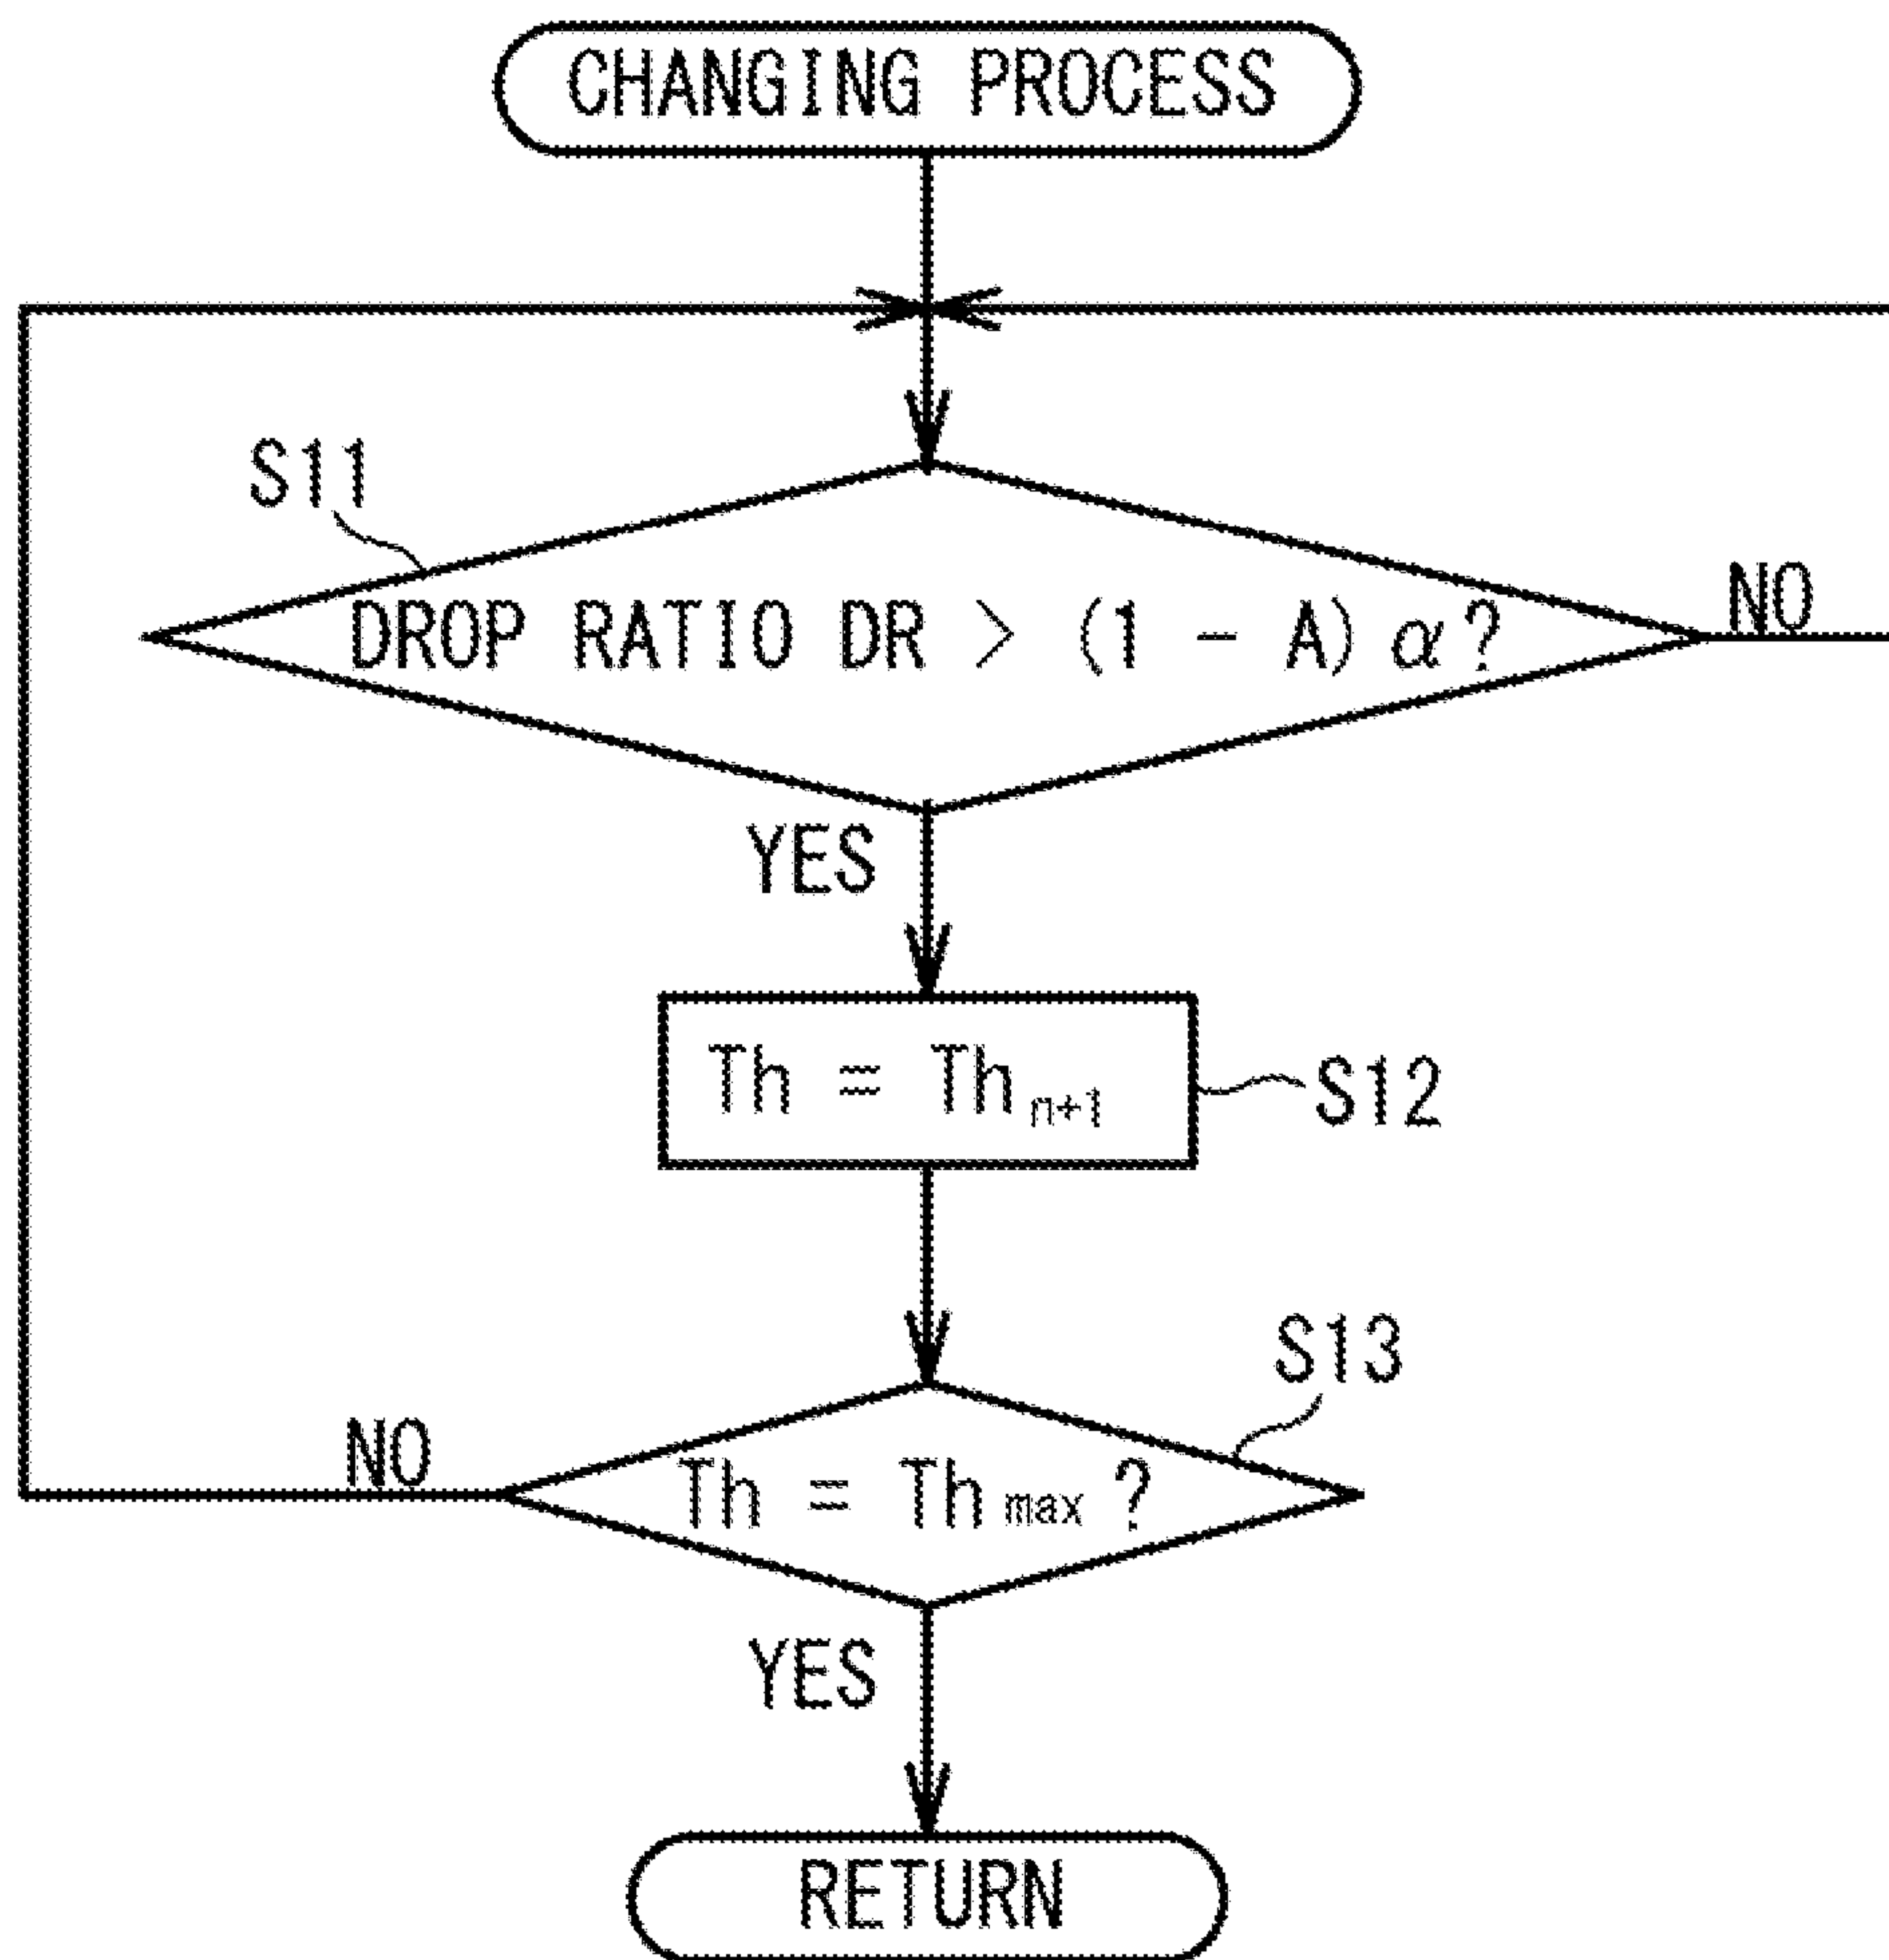 CHANGING PROCESS
S11
DROP RATIO DR > (1 - A) α ?
NO
YES
Th = Th n+1
S12
S13
NO
Th = Th max ?
YES
RETURN